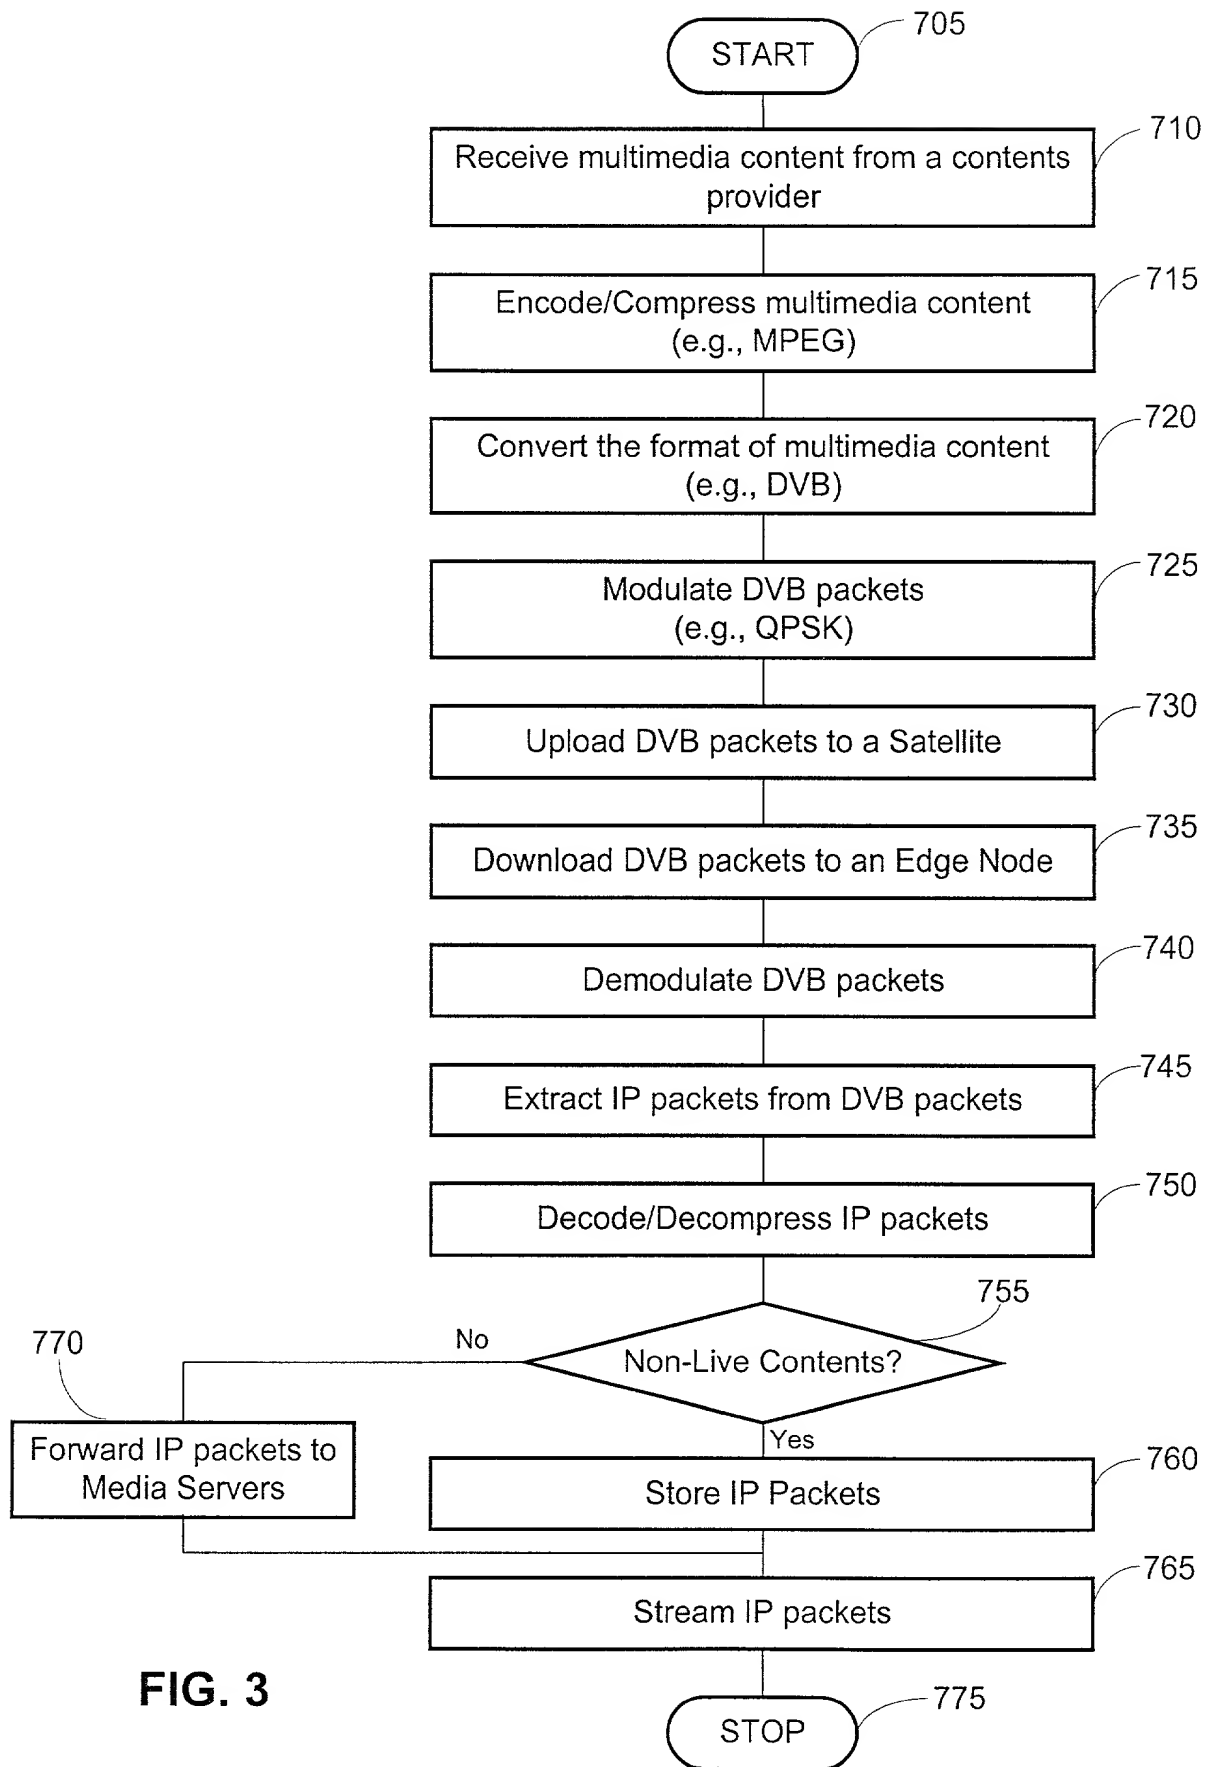 START
705
710
Receive multimedia content from a contents
provider
715
Encode/Compress multimedia content
(e.g., MPEG)
720
Convert the format of multimedia content
(e.g., DVB)
725
Modulate DVB packets
(e.g., QPSK)
730
Upload DVB packets to a Satellite
735
Download DVB packets to an Edge Node
740
Demodulate DVB packets
745
Extract IP packets from DVB packets
750
Decode/Decompress IP packets
755
Non-Live Contents?
No
770
Forward IP packets to
Media Servers
Yes
760
Store IP Packets
765
Stream IP packets
FIG. 3
775
STOP